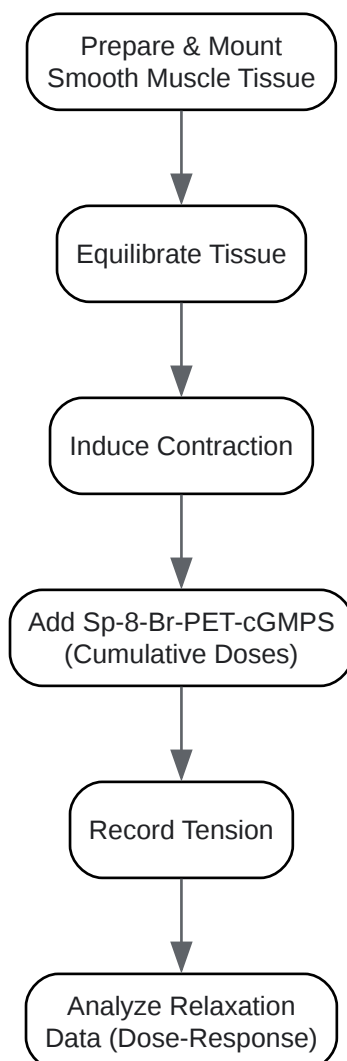 Prepare & Mount
Smooth Muscle Tissue
Equilibrate Tissue
Induce Contraction
Add Sp-8-Br-PET-cGMPS
(Cumulative Doses)
Record Tension
Analyze Relaxation
Data (Dose-Response)